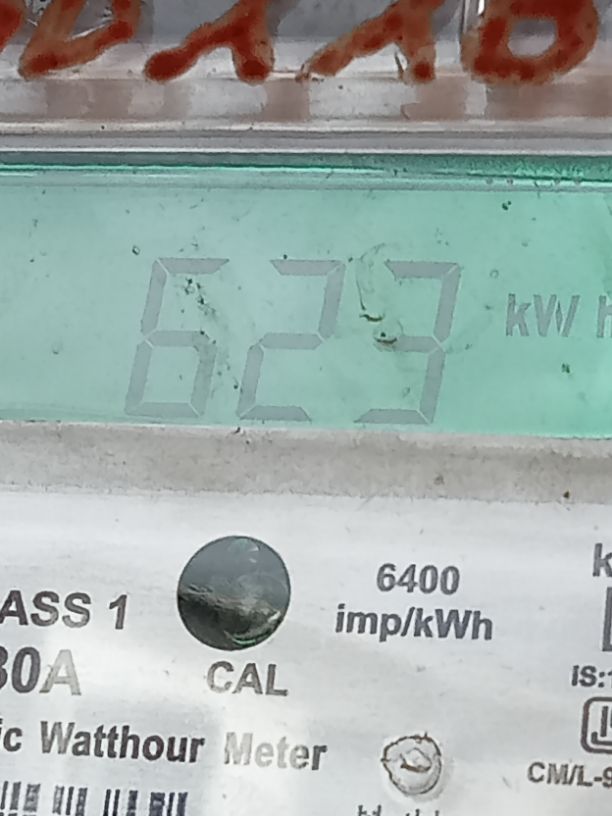 623 kW h
6400
imp/kWh
ASS 1
30A
CAL
IS:1
ic Watthour Meter
CM/L-9